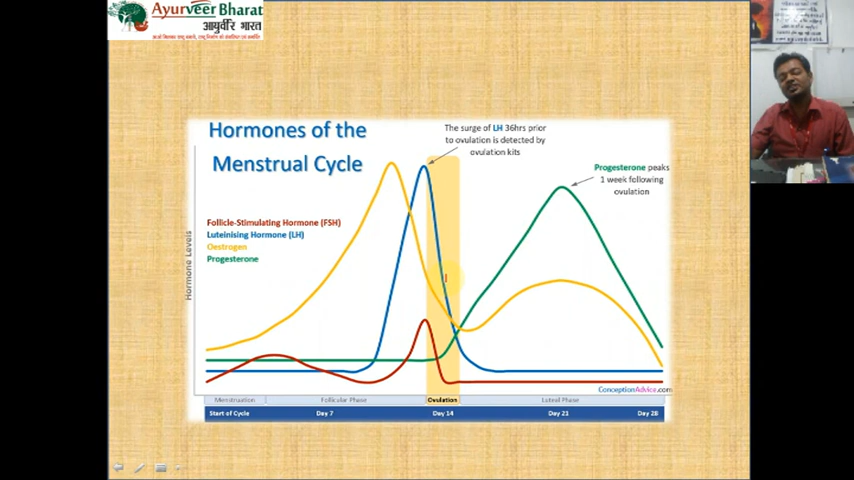 Ayurveer Bharat
आयुर्वीर भारत
Hormones of the
Menstrual Cycle
The surge of LH 36hrs prior
to ovulation is detected by
ovulation kits
Progesterone peaks
1 week following
ovulation
Follicle-Stimulating Hormone (FSH)
Luteinising Hormone (LH)
Oestrogen
Progesterone
Hormone Levels
ConceptionAdvice.com
Menstruation Follicular Phase Ovulation Luteal Phase
Start of Cycle Day 7 Day 14 Day 21 Day 28